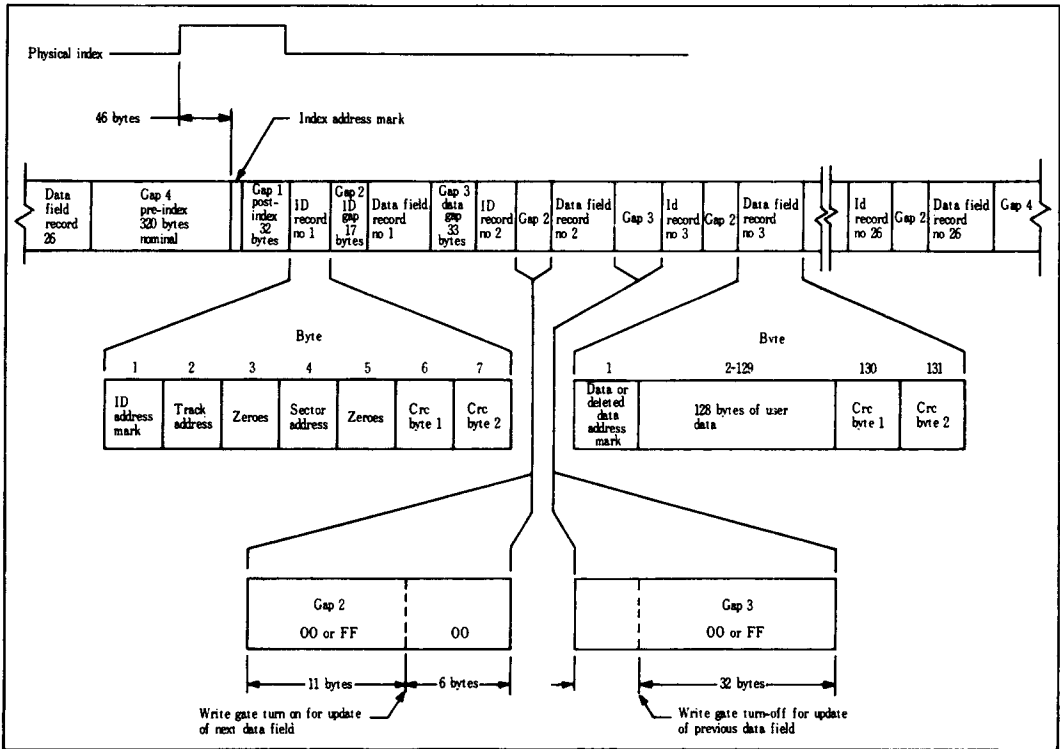 Physical index
46 bytes
Index address mark
Data
field
record
26
Gap 4
pre-index
320 bytes
nominal
Gap 1
post-
index
32
bytes
ID
record
no 1
Gap 2
ID
gap
17
bytes
Data field
record
no 1
Gap 3
data
gap
33
bytes
ID
record
no 2
Gap 2
Data field
record
no 2
Gap 3
Id
record
no 3
Gap 2
Data field
record
no 3
Id
record
no 26
Gap 2
Data field
record
no 26
Gap 4
Byte
1 2 3 4 5 6 7
ID
address
mark
Track
address
Zeroes
Sector
address
Zeroes
Crc
byte 1
Crc
byte 2
Byte
1 2-129 130 131
Data or
deleted
data
address
mark
128 bytes of user
data
Crc
byte 1
Crc
byte 2
Gap 2
00 or FF
00
Gap 3
00 or FF
11 bytes
6 bytes
32 bytes
Write gate turn on for update
of next data field
Write gate turn-off for update
of previous data field